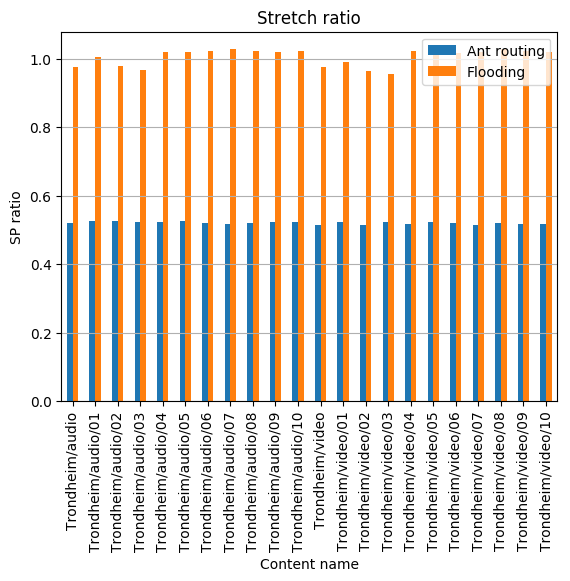 Stretch ratio
Ant routing
Flooding
SP ratio
1.0
0.8
0.6
0.4
0.2
0.0
Trondheim/audio
Trondheim/audio/01
Trondheim/audio/02
Trondheim/audio/03
Trondheim/audio/04
Trondheim/audio/05
Trondheim/audio/06
Trondheim/audio/07
Trondheim/audio/08
Trondheim/audio/09
Trondheim/audio/10
Trondheim/video
Trondheim/video/01
Trondheim/video/02
Trondheim/video/03
Trondheim/video/04
Trondheim/video/05
Trondheim/video/06
Trondheim/video/07
Trondheim/video/08
Trondheim/video/09
Trondheim/video/10
Content name